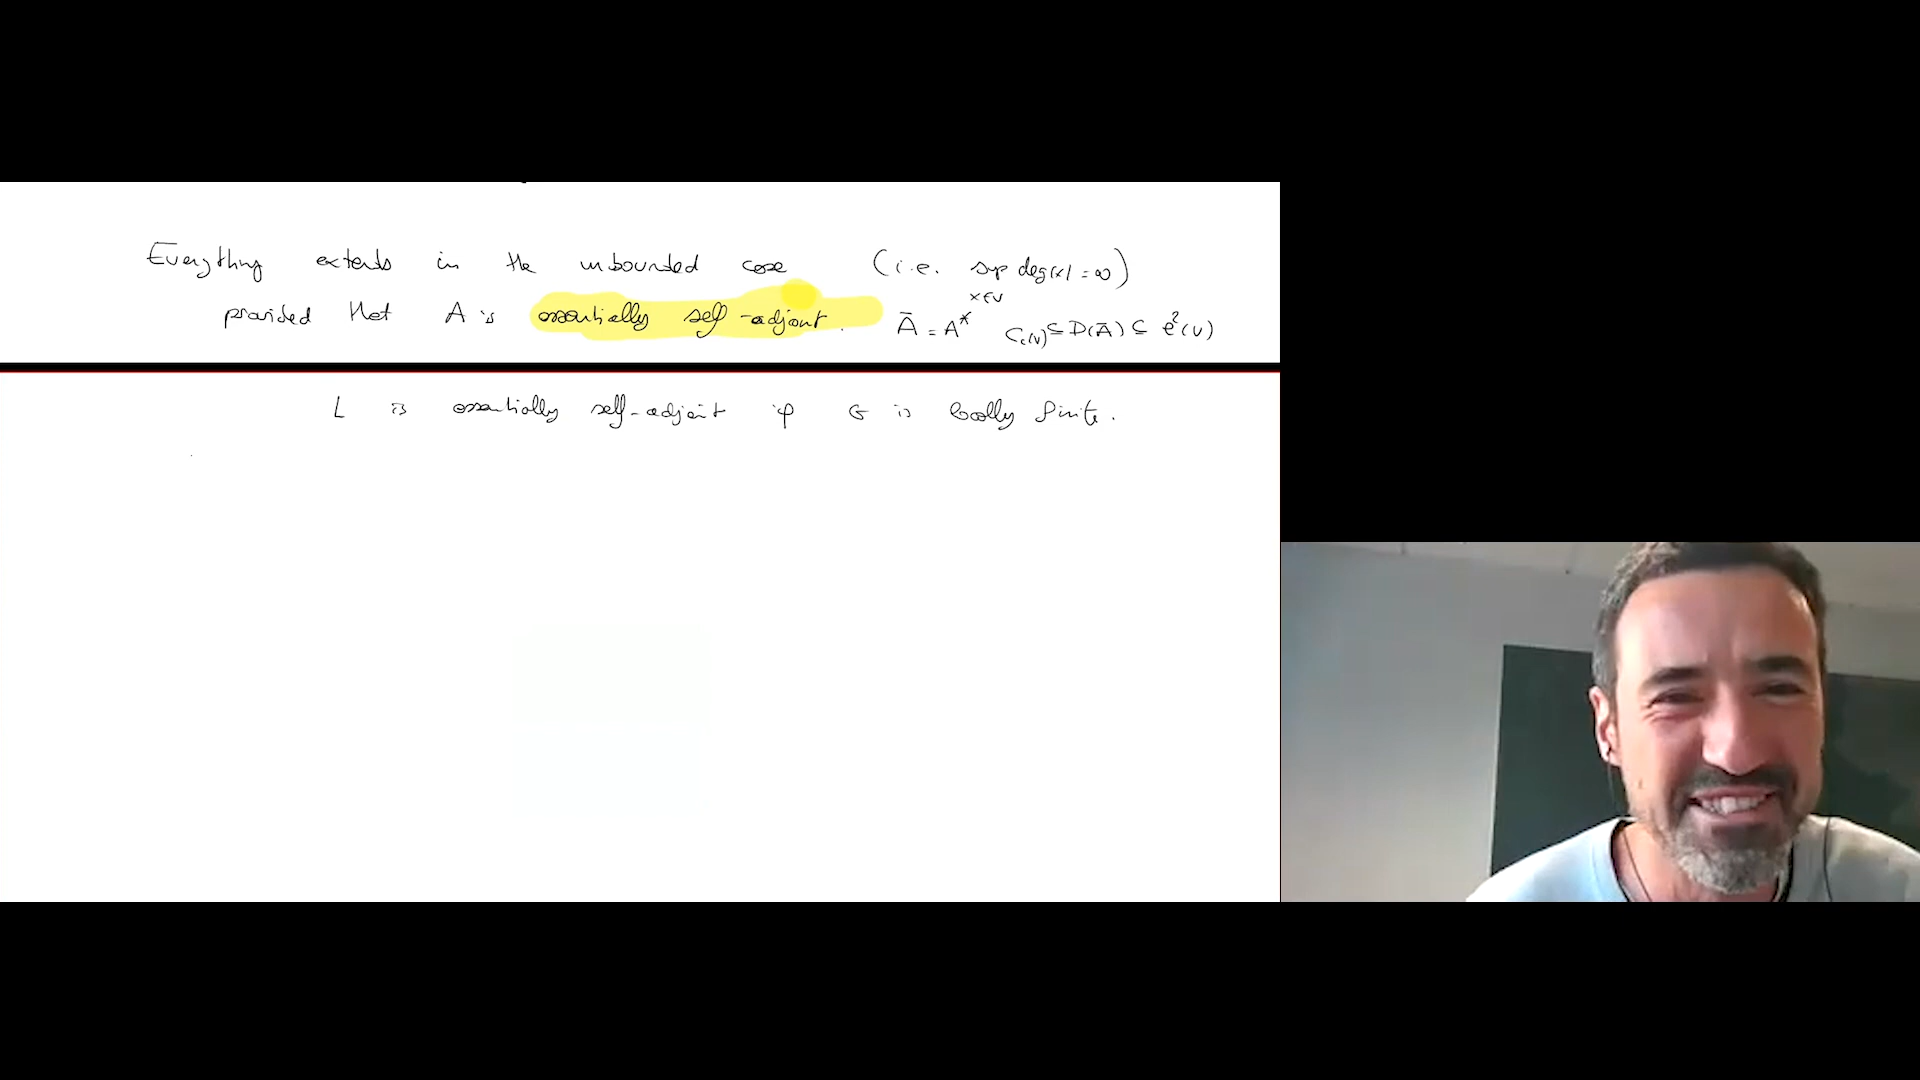 Everything extends in the unbounded case (i.e. sup deg(x) = ∞)
x∈V
provided that A is essentially self-adjoint. Ā = A* C_c(V) ⊆ D(Ā) ⊆ ℓ²(V)
L is essentially self-adjoint if G is locally finite.